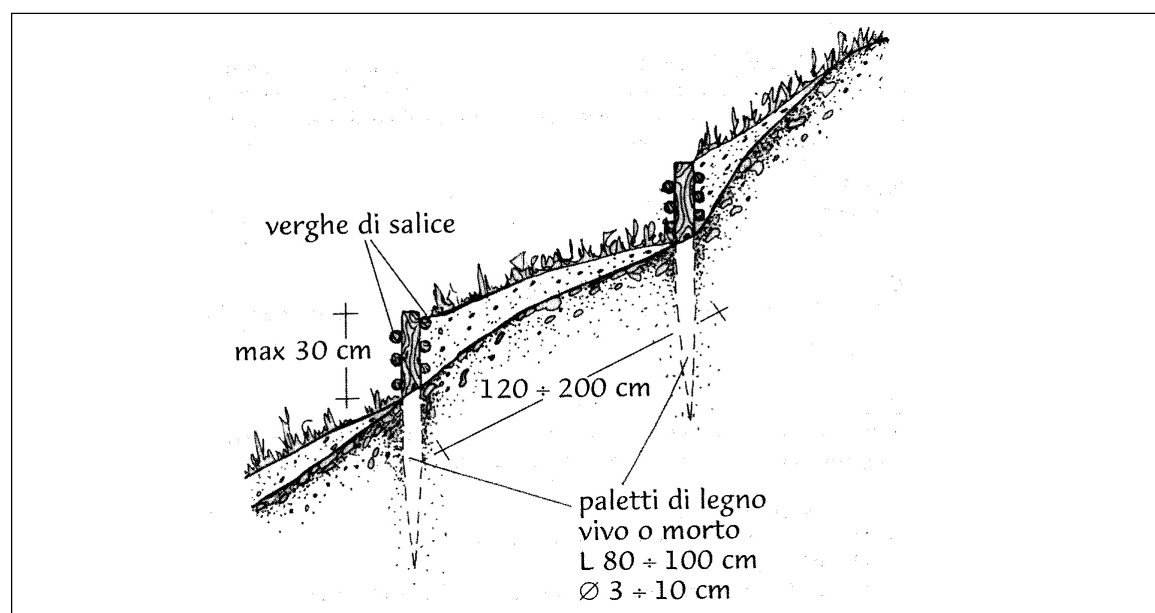 verghe di salice
max 30 cm
120 ÷ 200 cm
paletti di legno
vivo o morto
L 80 ÷ 100 cm
Ø 3 ÷ 10 cm